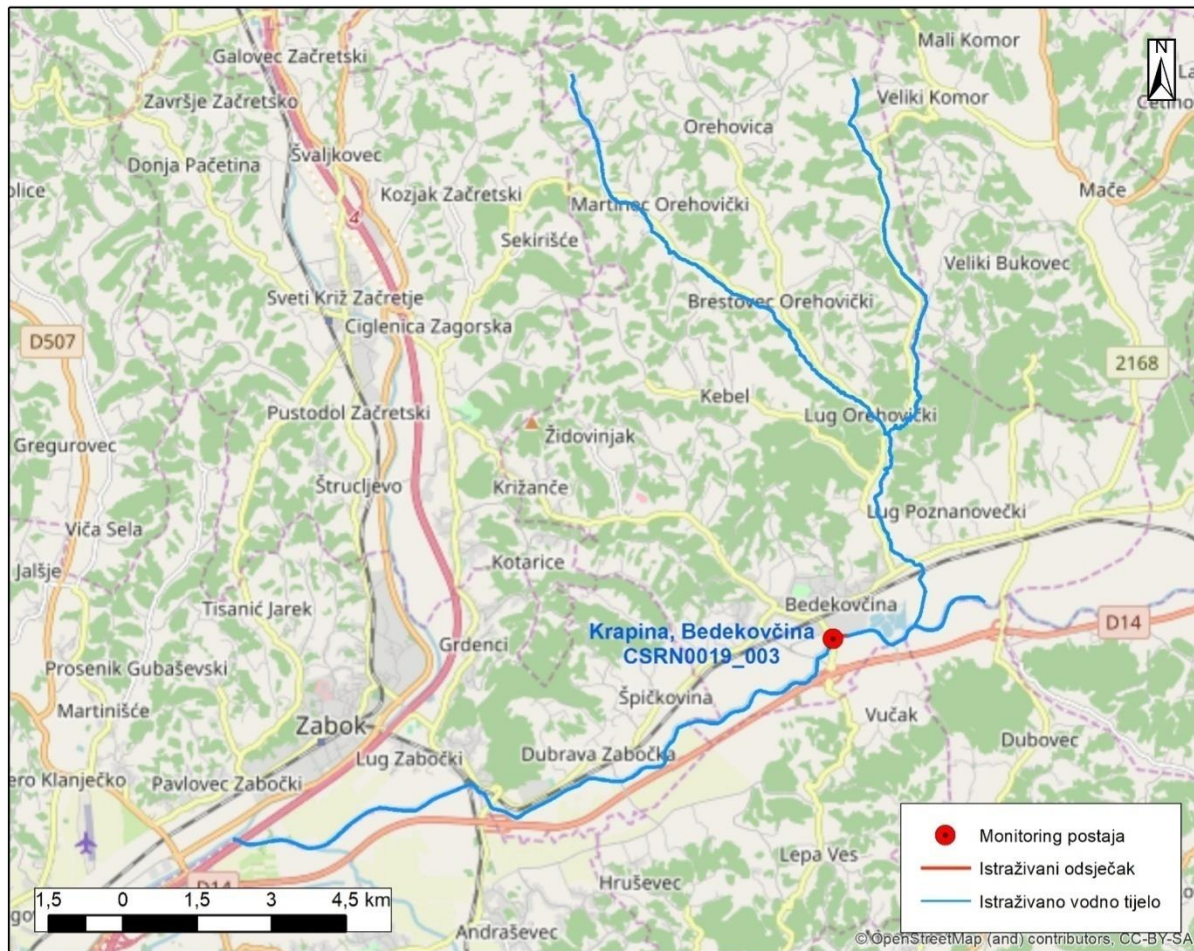 Galovec Začretski
Mali Komor
N
Završje Začretsko
Veliki Komor
Orehovica
Švaljkovec
Donja Pačetina
Kozjak Začretski
Mače
4
Martinec Orehovički
Sekirišće
Veliki Bukovec
Sveti Križ Začretje
Brestovec Orehovički
Ciglenica Zagorska
D507
2168
Kebel
Pustodol Začretski
Lug Orehovički
Gregurovec
Židovinjak
Štrucljevo
Križanče
Lug Poznanovečki
Viča Sela
Kotarice
Jalšje
Tisanić Jarek
Bedekovčina
D14
Krapina, Bedekovčina
CSRN0019_003
Grdenci
Prosenik Gubaševski
Špičkovina
Martinišće
Vučak
Zabok
Dubovec
Lug Zabočki
Dubrava Zabočka
ero Klanječko
Pavlovec Zabočki
Monitoring postaja
Istraživani odsječak
Istraživano vodno tijelo
Lepa Ves
D14
Hruševec
1,5 0 1,5 3 4,5 km
Andraševec
© OpenStreetMap (and) contributors, CC-BY-SA